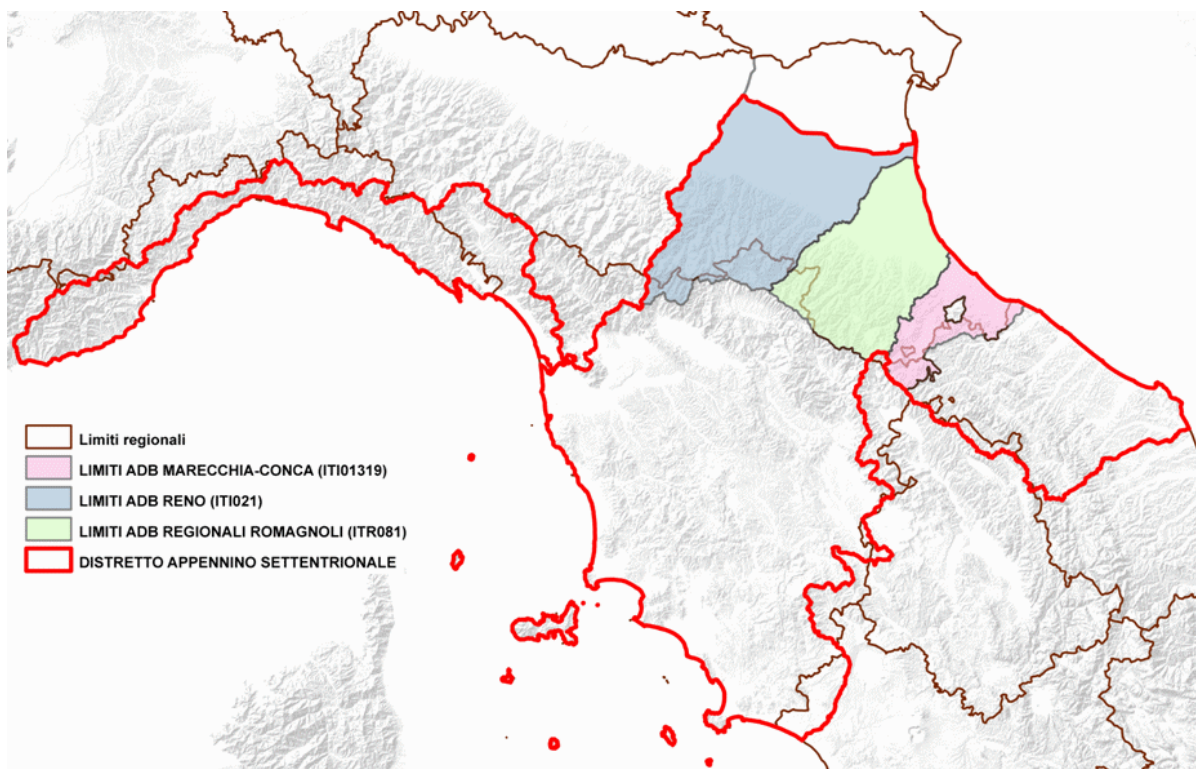 Limiti regionali
LIMITI ADB MARECCHIA-CONCA (ITI01319)
LIMITI ADB RENO (ITI021)
LIMITI ADB REGIONALI ROMAGNOLI (ITR081)
DISTRETTO APPENNINO SETTENTRIONALE